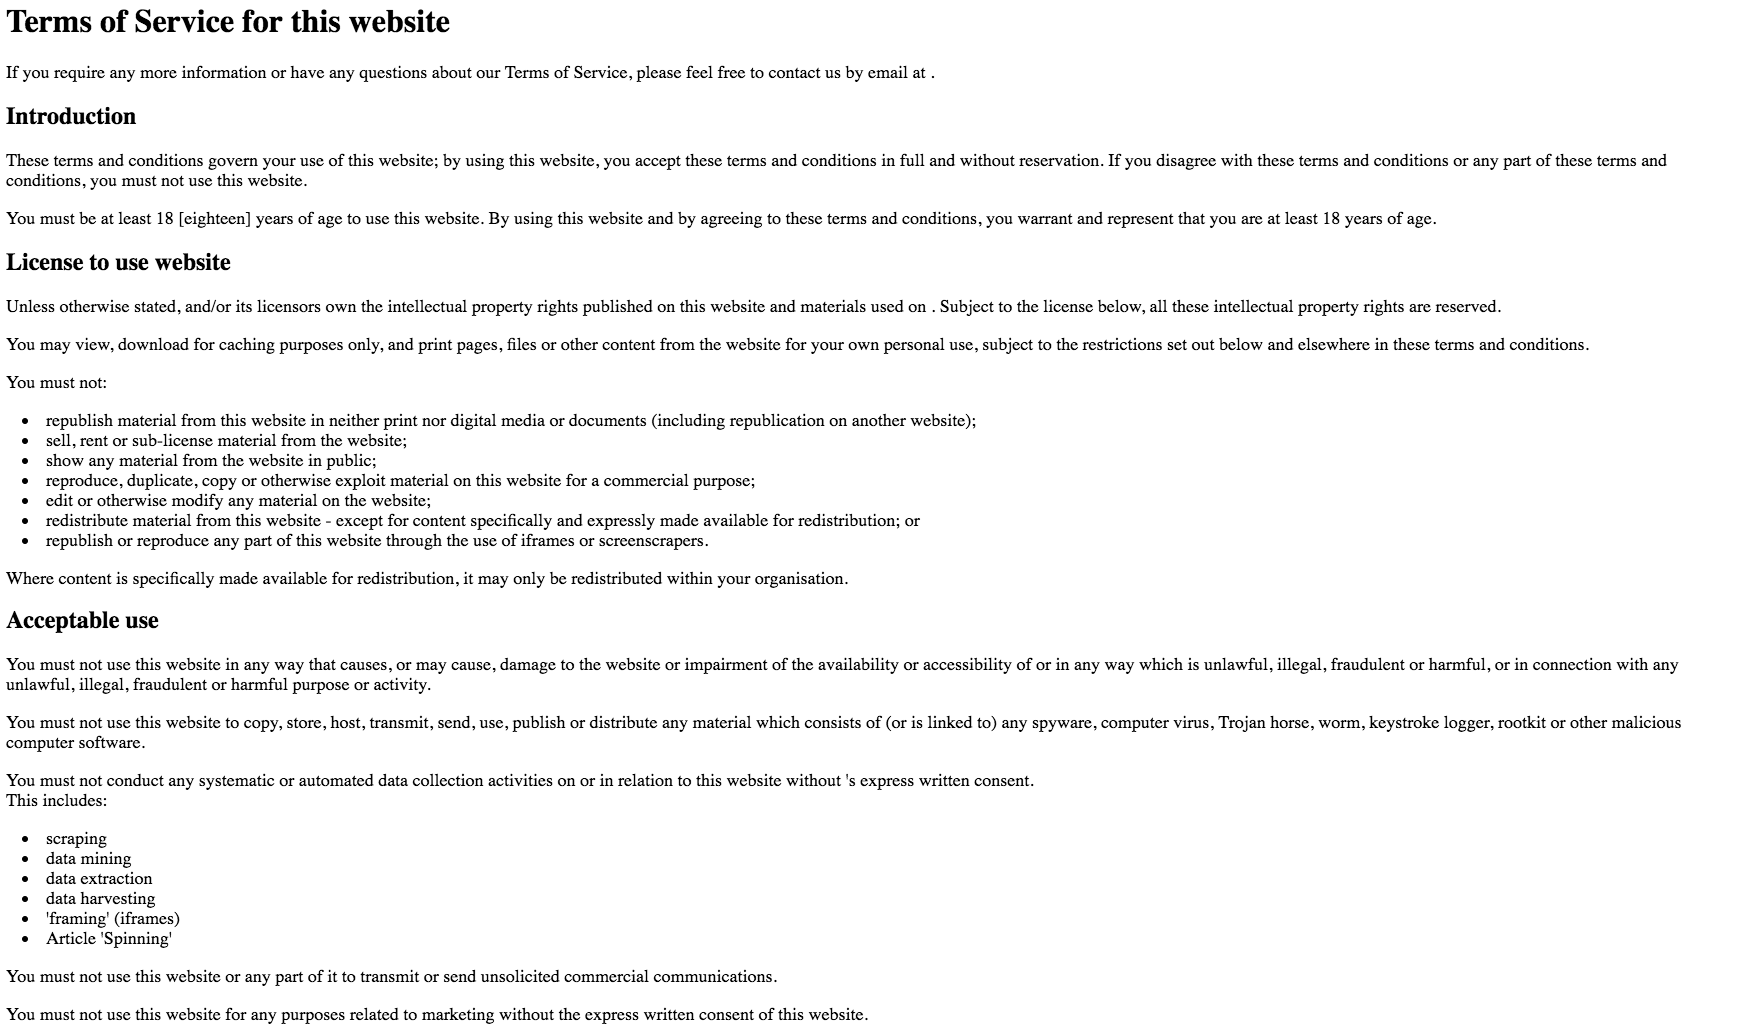 Terms of Service for this website
If you require any more information or have any questions about our Terms of Service, please feel free to contact us by email at .
Introduction
These terms and conditions govern your use of this website; by using this website, you accept these terms and conditions in full and without reservation. If you disagree with these terms and conditions or any part of these terms and
conditions, you must not use this website.
You must be at least 18 [eighteen] years of age to use this website. By using this website and by agreeing to these terms and conditions, you warrant and represent that you are at least 18 years of age.
License to use website
Unless otherwise stated, and/or its licensors own the intellectual property rights published on this website and materials used on . Subject to the license below, all these intellectual property rights are reserved.
You may view, download for caching purposes only, and print pages, files or other content from the website for your own personal use, subject to the restrictions set out below and elsewhere in these terms and conditions.
You must not:
• republish material from this website in neither print nor digital media or documents (including republication on another website);
• sell, rent or sub-license material from the website;
• show any material from the website in public;
• reproduce, duplicate, copy or otherwise exploit material on this website for a commercial purpose;
• edit or otherwise modify any material on the website;
• redistribute material from this website - except for content specifically and expressly made available for redistribution; or
• republish or reproduce any part of this website through the use of iframes or screenscrapers.
Where content is specifically made available for redistribution, it may only be redistributed within your organisation.
Acceptable use
You must not use this website in any way that causes, or may cause, damage to the website or impairment of the availability or accessibility of or in any way which is unlawful, illegal, fraudulent or harmful, or in connection with any
unlawful, illegal, fraudulent or harmful purpose or activity.
You must not use this website to copy, store, host, transmit, send, use, publish or distribute any material which consists of (or is linked to) any spyware, computer virus, Trojan horse, worm, keystroke logger, rootkit or other malicious
computer software.
You must not conduct any systematic or automated data collection activities on or in relation to this website without 's express written consent.
This includes:
• scraping
• data mining
• data extraction
• data harvesting
• 'framing' (iframes)
• Article 'Spinning'
You must not use this website or any part of it to transmit or send unsolicited commercial communications.
You must not use this website for any purposes related to marketing without the express written consent of this website.